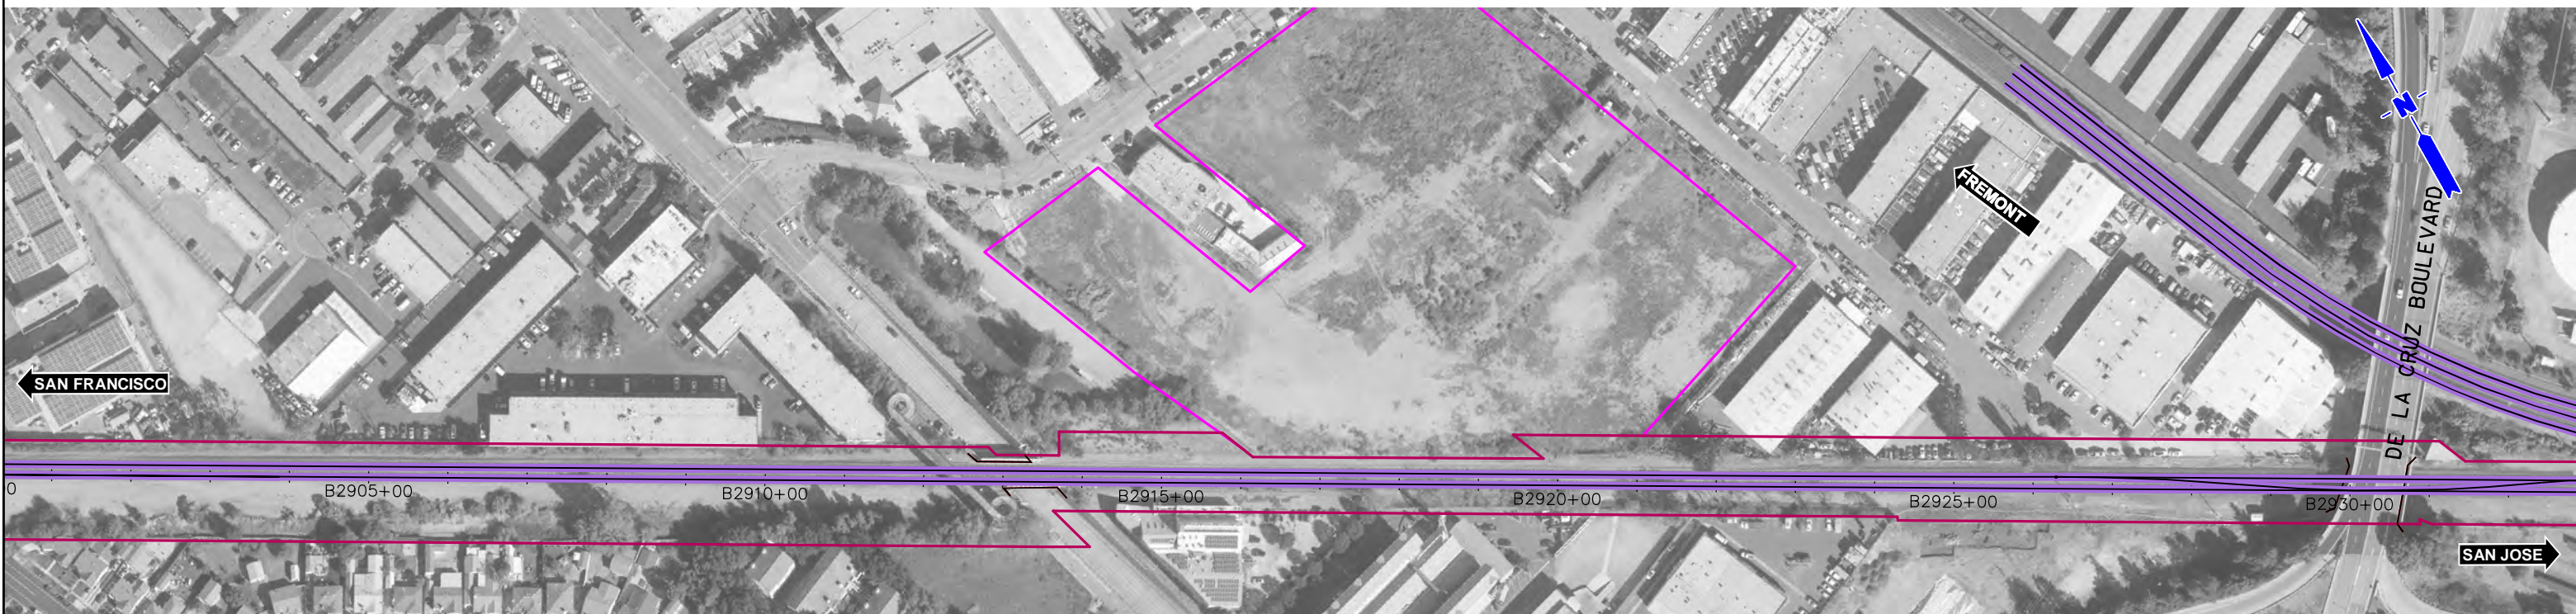 N
FREMONT
DE LA CRUZ BOULEVARD
SAN FRANCISCO
0
B2905+00
B2910+00
B2915+00
B2920+00
B2925+00
B2930+00
SAN JOSE